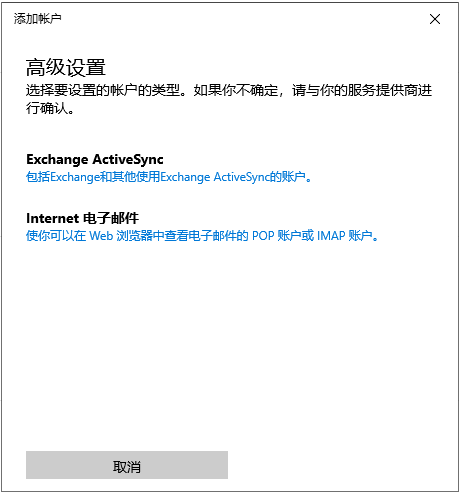 添加帐户
高级设置
选择要设置的帐户的类型。如果你不确定，请与你的服务提供商进
行确认。
Exchange ActiveSync
包括Exchange和其他使用Exchange ActiveSync的账户。
Internet 电子邮件
使你可以在 Web 浏览器中查看电子邮件的 POP 账户或 IMAP 账户。
取消